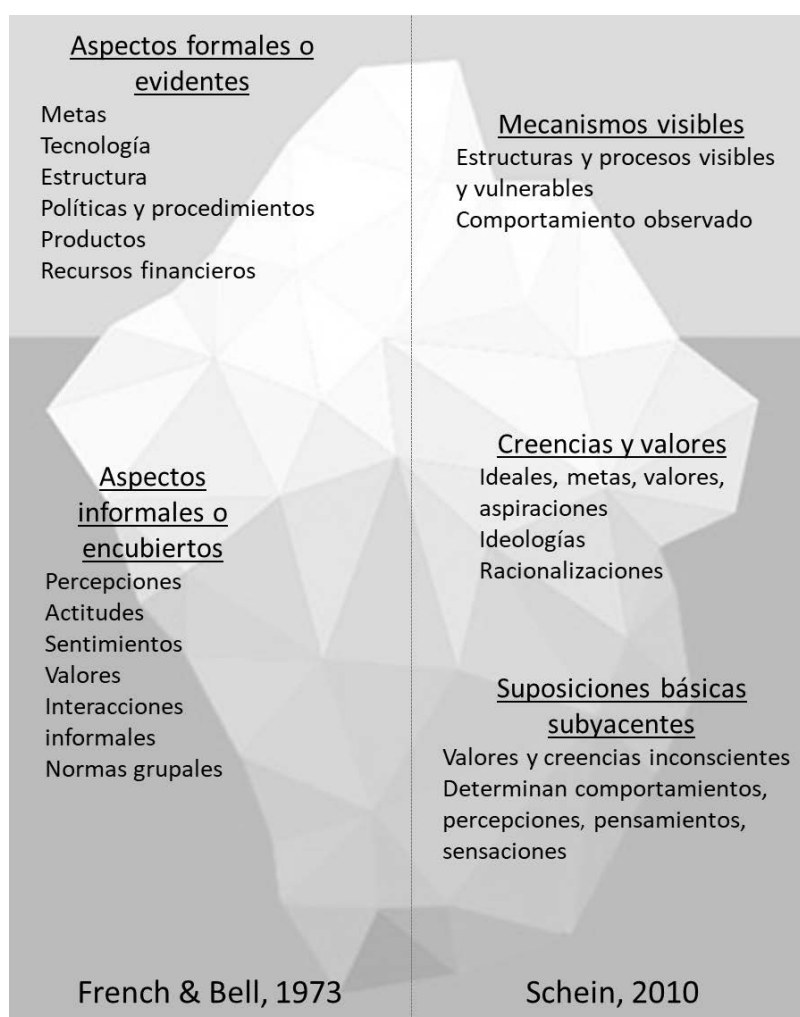 Aspectos formales o
evidentes
Metas
Tecnología
Estructura
Políticas y procedimientos
Productos
Recursos financieros
Aspectos
informales o
encubiertos
Percepciones
Actitudes
Sentimientos
Valores
Interacciones
informales
Normas grupales
French & Bell, 1973
Mecanismos visibles
Estructuras y procesos visibles
y vulnerables
Comportamiento observado
Creencias y valores
Ideales, metas, valores,
aspiraciones
Ideologías
Racionalizaciones
Suposiciones básicas
subyacentes
Valores y creencias inconscientes
Determinan comportamientos,
percepciones, pensamientos,
sensaciones
Schein, 2010